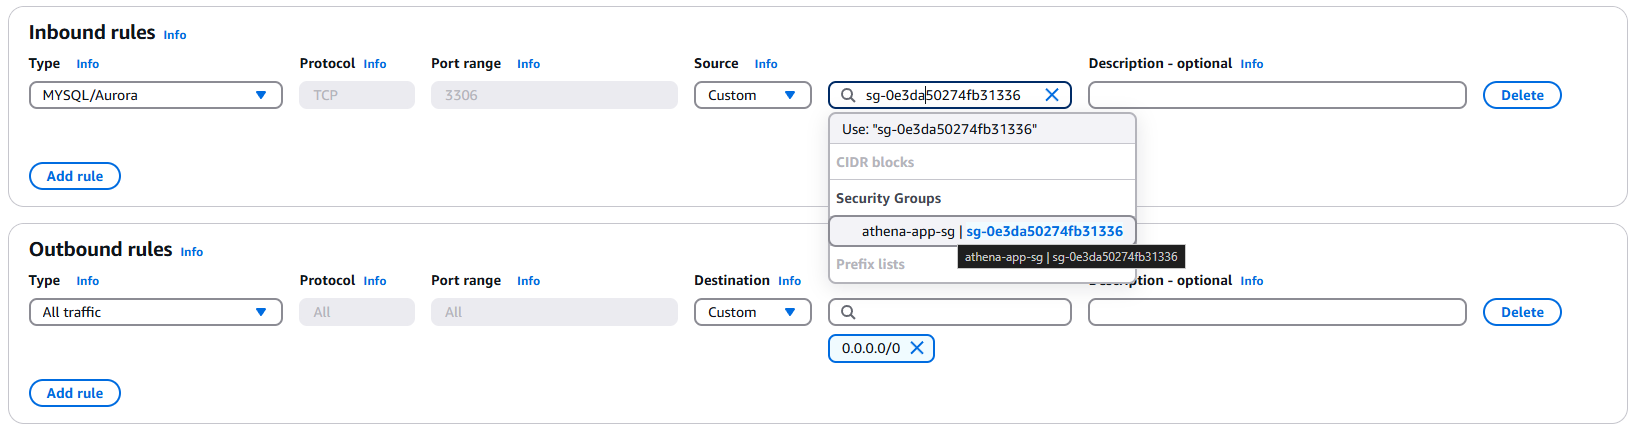 Inbound rules Info
Type Info Protocol Info Port range Info Source Info Description - optional Info
MYSQL/Aurora TCP 3306 Custom sg-0e3da50274fb31336 Delete
Use: "sg-0e3da50274fb31336"
CIDR blocks
Add rule
Security Groups
athena-app-sg | sg-0e3da50274fb31336
athena-app-sg | sg-0e3da50274fb31336
Prefix lists
Outbound rules Info
Type Info Protocol Info Port range Info Destination Info Description - optional Info
All traffic All All Custom Delete
0.0.0.0/0
Add rule